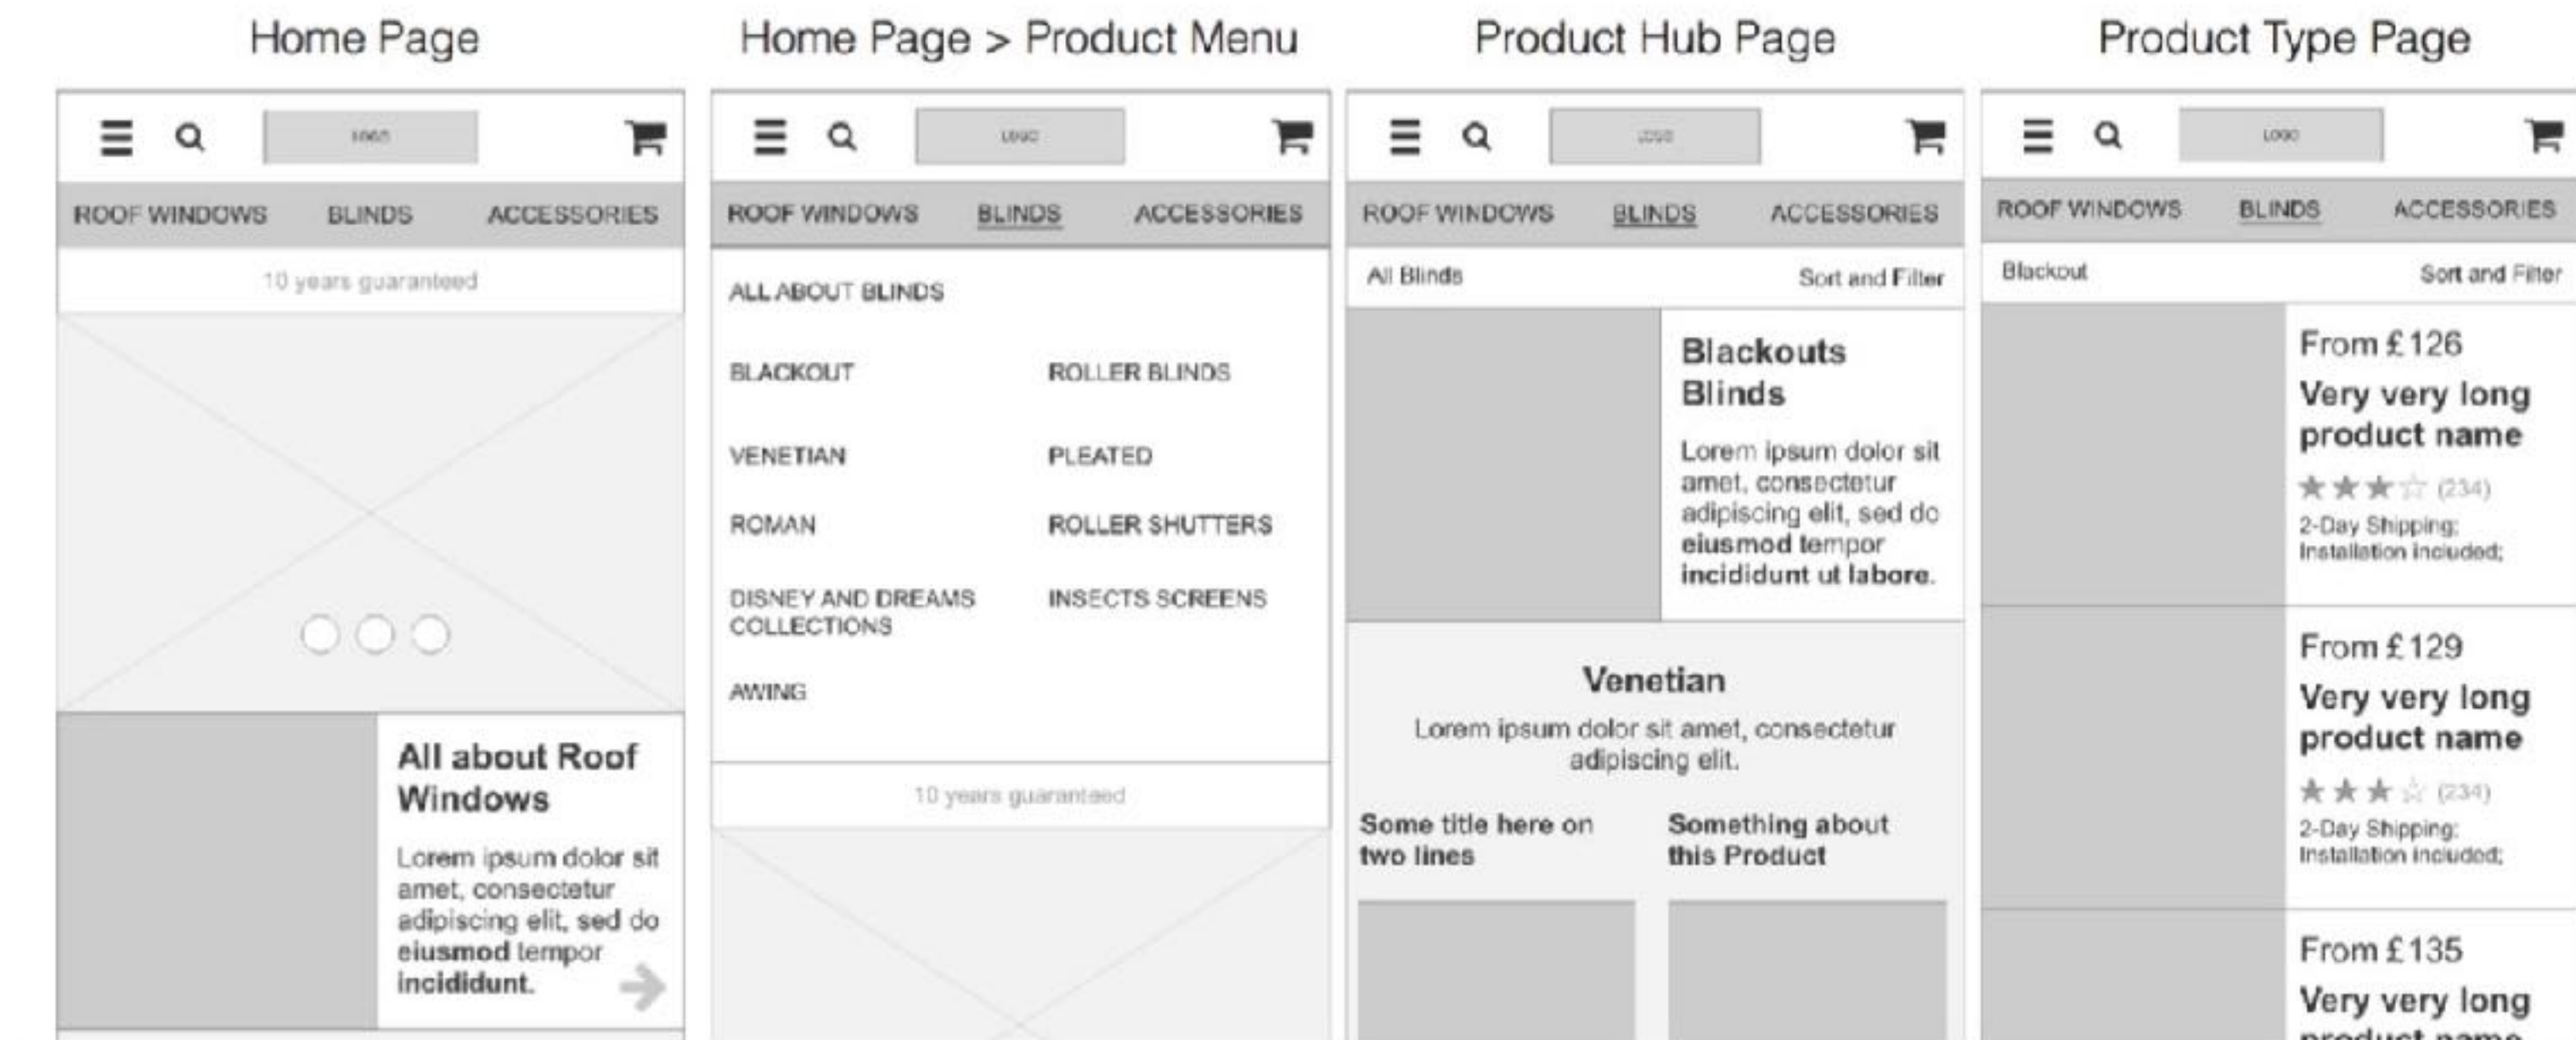 Home Page
LOGO
ROOF WINDOWS BLINDS ACCESSORIES
10 years guaranteed
All about Roof
Windows
Lorem ipsum dolor sit
amet, consectetur
adipiscing elit, sed do
eiusmod tempor
incididunt.
Home Page > Product Menu
LOGO
ROOF WINDOWS BLINDS ACCESSORIES
ALL ABOUT BLINDS
BLACKOUT ROLLER BLINDS
VENETIAN PLEATED
ROMAN ROLLER SHUTTERS
DISNEY AND DREAMS INSECTS SCREENS
COLLECTIONS
AWING
10 years guaranteed
Product Hub Page
LOGO
ROOF WINDOWS BLINDS ACCESSORIES
All Blinds Sort and Filter
Blackouts
Blinds
Lorem ipsum dolor sit
amet, consectetur
adipiscing elit, sed do
eiusmod tempor
incididunt ut labore.
Venetian
Lorem ipsum dolor sit amet, consectetur
adipiscing elit.
Some title here on
two lines
Something about
this Product
Product Type Page
LOGO
ROOF WINDOWS BLINDS ACCESSORIES
Blackout Sort and Filter
From £126
Very very long
product name
(234)
2-Day Shipping;
Installation included;
From £129
Very very long
product name
(234)
2-Day Shipping;
Installation included;
From £135
Very very long
product name